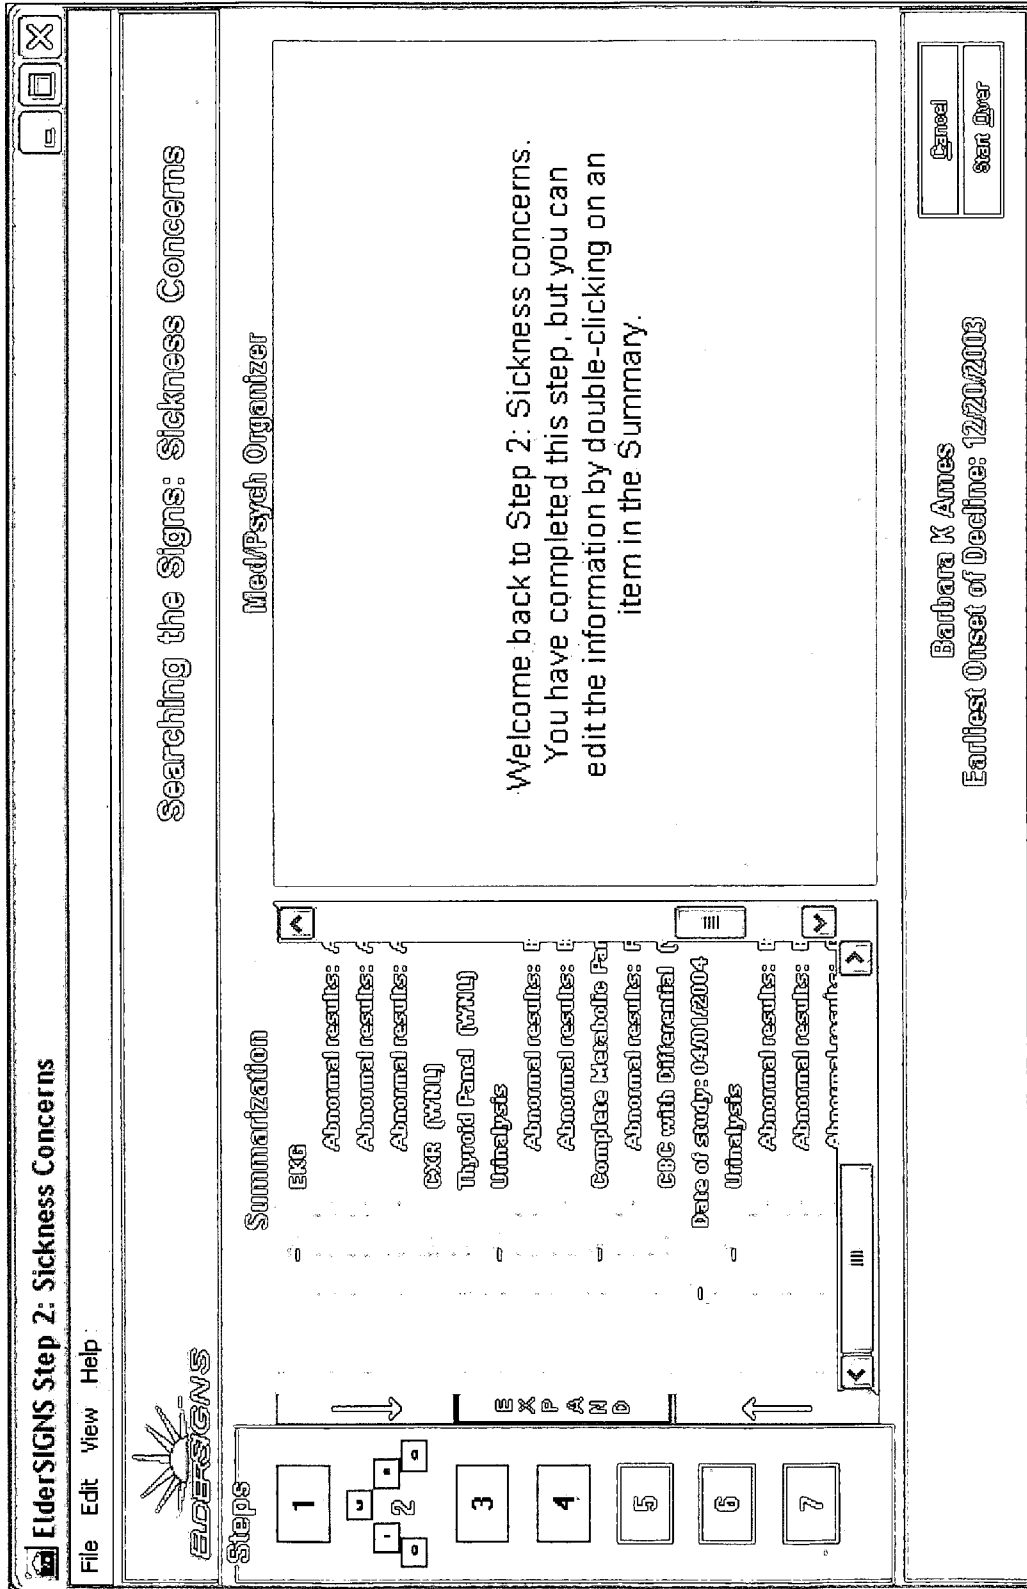 ElderSIGNS Step 2: Sickness Concerns
File Edit View Help
ELDERSIGNS
Searching the Signs: Sickness Concerns
Steps
1
2
3
4
5
6
7
EXPAND
Summarization
EKG
Abnormal results:
Abnormal results:
Abnormal results:
CXR (WNL)
Thyroid Panel (WNL)
Urinalysis
Abnormal results:
Abnormal results:
Complete Metabolic Pan
Abnormal results:
CBC with Differential (
Date of study: 04/01/2004
Urinalysis
Abnormal results:
Abnormal results:
Abnormal results:
Med/Psych Organizer
Welcome back to Step 2: Sickness concerns.
You have completed this step, but you can
edit the information by double-clicking on an
item in the Summary.
Barbara K Ames
Earliest Onset of Decline: 12/20/2003
Cancel
Start Over